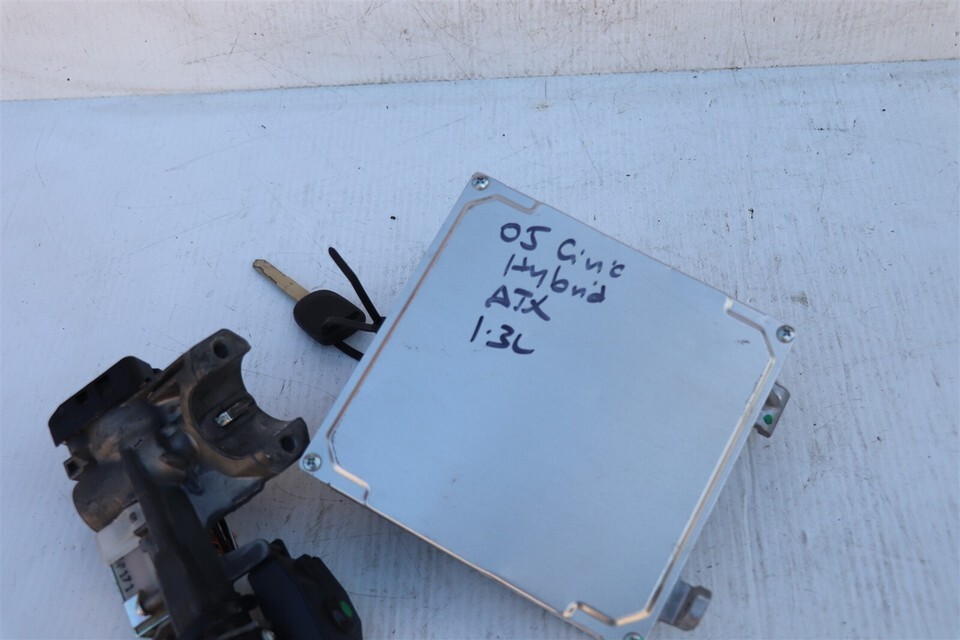 05 Civic
Hybrid
ATX
1.3L